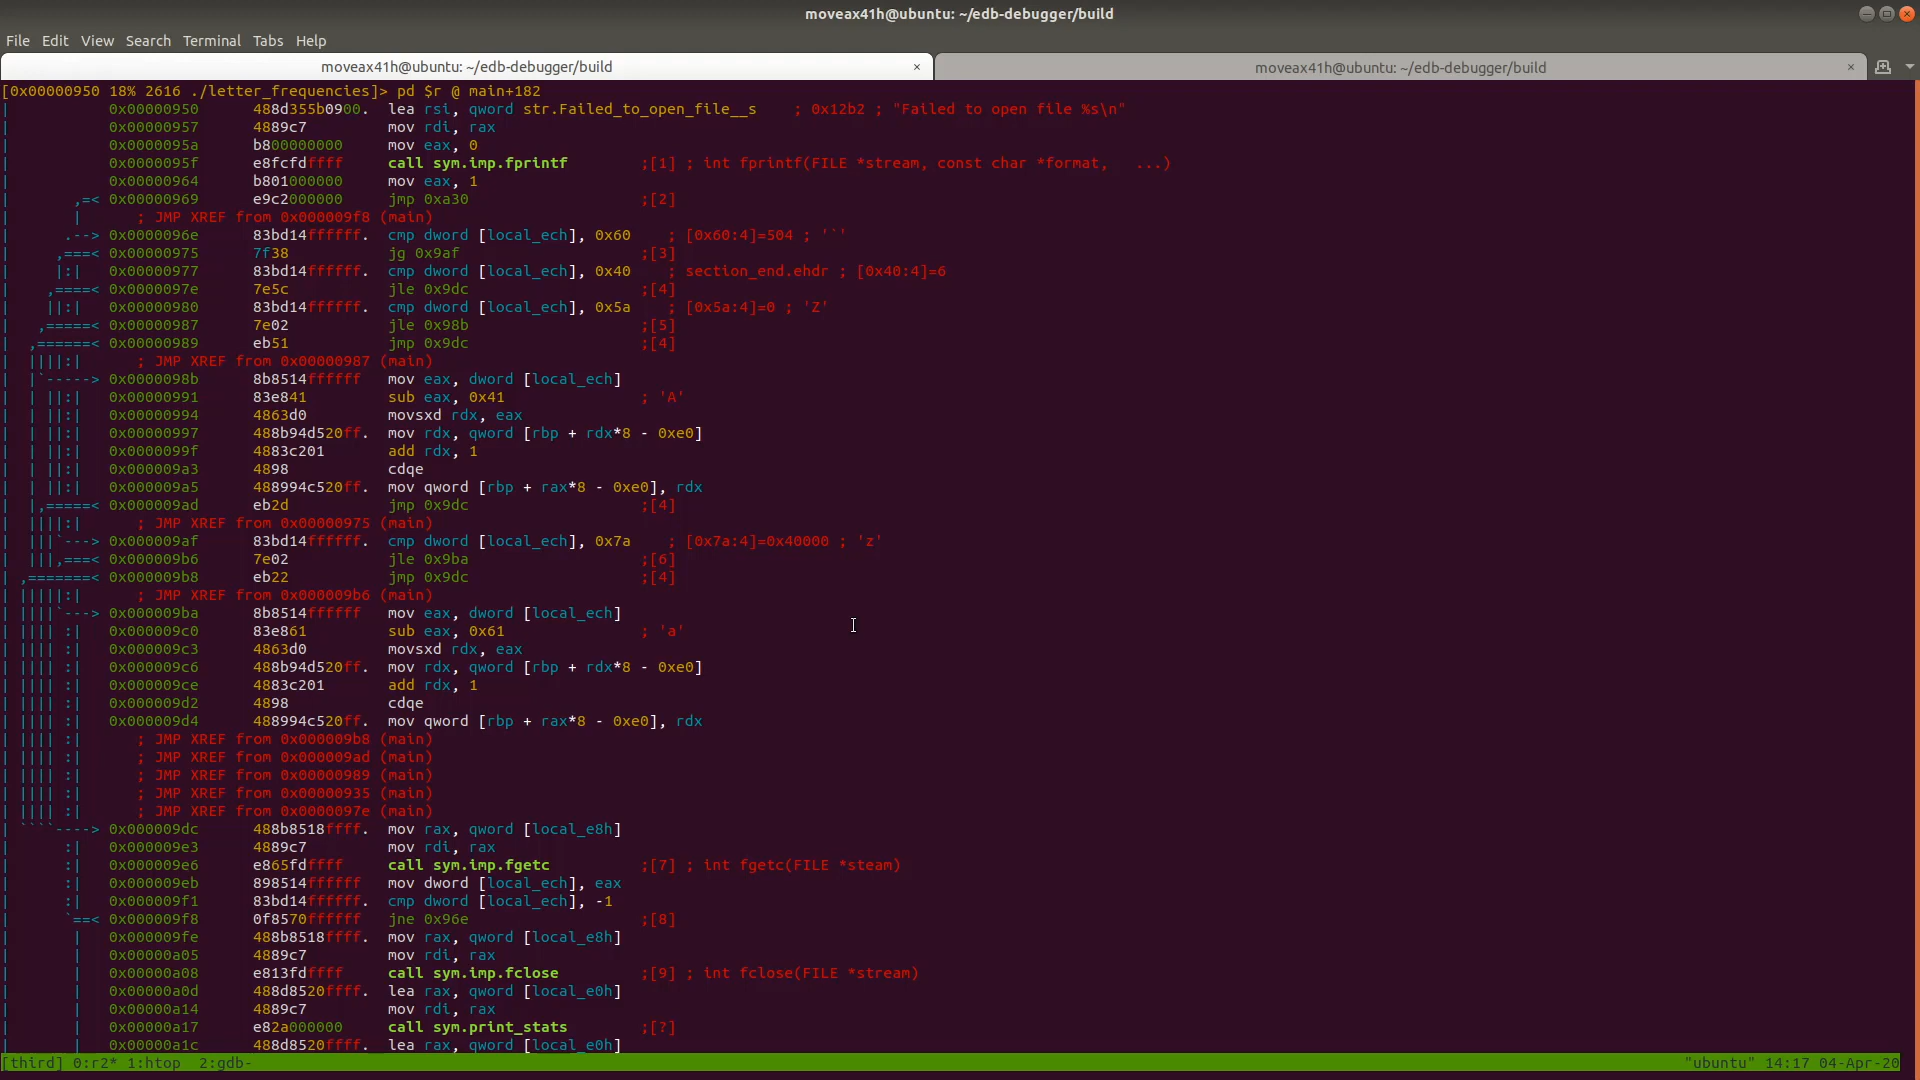 moveax41h@ubuntu: ~/edb-debugger/build
File Edit View Search Terminal Tabs Help
moveax41h@ubuntu: ~/edb-debugger/build × moveax41h@ubuntu: ~/edb-debugger/build ×
[0x00000950 18% 2616 ./letter_frequencies]> pd $r @ main+182
|           0x00000950      488d355b0900.  lea rsi, qword str.Failed_to_open_file__s    ; 0x12b2 ; "Failed to open file %s\n"
|           0x00000957      4889c7         mov rdi, rax
|           0x0000095a      b800000000     mov eax, 0
|           0x0000095f      e8fcfdffff     call sym.imp.fprintf        ;[1] ; int fprintf(FILE *stream, const char *format,   ...)
|           0x00000964      b801000000     mov eax, 1
|       ,=< 0x00000969      e9c2000000     jmp 0xa30                   ;[2]
|       |      ; JMP XREF from 0x000009f8 (main)
|      .--> 0x0000096e      83bd14ffffff.  cmp dword [local_ech], 0x60    ; [0x60:4]=504 ; '`'
|     ,===< 0x00000975      7f38           jg 0x9af                    ;[3]
|     |:|   0x00000977      83bd14ffffff.  cmp dword [local_ech], 0x40    ; section_end.ehdr ; [0x40:4]=6
|    ,====< 0x0000097e      7e5c           jle 0x9dc                   ;[4]
|    ||:|   0x00000980      83bd14ffffff.  cmp dword [local_ech], 0x5a    ; [0x5a:4]=0 ; 'Z'
|   ,=====< 0x00000987      7e02           jle 0x98b                   ;[5]
|  ,======< 0x00000989      eb51           jmp 0x9dc                   ;[4]
|  ||||:|      ; JMP XREF from 0x00000987 (main)
|  |`-----> 0x0000098b      8b8514ffffff   mov eax, dword [local_ech]
|  | ||:|   0x00000991      83e841         sub eax, 0x41               ; 'A'
|  | ||:|   0x00000994      4863d0         movsxd rdx, eax
|  | ||:|   0x00000997      488b94d520ff.  mov rdx, qword [rbp + rdx*8 - 0xe0]
|  | ||:|   0x0000099f      4883c201       add rdx, 1
|  | ||:|   0x000009a3      4898           cdqe
|  | ||:|   0x000009a5      488994c520ff.  mov qword [rbp + rax*8 - 0xe0], rdx
|  |,=====< 0x000009ad      eb2d           jmp 0x9dc                   ;[4]
|  ||||:|      ; JMP XREF from 0x00000975 (main)
|  |||`---> 0x000009af      83bd14ffffff.  cmp dword [local_ech], 0x7a    ; [0x7a:4]=0x40000 ; 'z'
|  |||,===< 0x000009b6      7e02           jle 0x9ba                   ;[6]
| ,=======< 0x000009b8      eb22           jmp 0x9dc                   ;[4]
| |||||:|      ; JMP XREF from 0x000009b6 (main)
| ||||`---> 0x000009ba      8b8514ffffff   mov eax, dword [local_ech]
| |||| :|   0x000009c0      83e861         sub eax, 0x61               ; 'a'
| |||| :|   0x000009c3      4863d0         movsxd rdx, eax
| |||| :|   0x000009c6      488b94d520ff.  mov rdx, qword [rbp + rdx*8 - 0xe0]
| |||| :|   0x000009ce      4883c201       add rdx, 1
| |||| :|   0x000009d2      4898           cdqe
| |||| :|   0x000009d4      488994c520ff.  mov qword [rbp + rax*8 - 0xe0], rdx
| |||| :|      ; JMP XREF from 0x000009b8 (main)
| |||| :|      ; JMP XREF from 0x000009ad (main)
| |||| :|      ; JMP XREF from 0x00000989 (main)
| |||| :|      ; JMP XREF from 0x00000935 (main)
| |||| :|      ; JMP XREF from 0x0000097e (main)
| ````----> 0x000009dc      488b8518ffff.  mov rax, qword [local_e8h]
|      :|   0x000009e3      4889c7         mov rdi, rax
|      :|   0x000009e6      e865fdffff     call sym.imp.fgetc          ;[7] ; int fgetc(FILE *steam)
|      :|   0x000009eb      898514ffffff   mov dword [local_ech], eax
|      :|   0x000009f1      83bd14ffffff.  cmp dword [local_ech], -1
|      `==< 0x000009f8      0f8570ffffff   jne 0x96e                   ;[8]
|       |   0x000009fe      488b8518ffff.  mov rax, qword [local_e8h]
|       |   0x00000a05      4889c7         mov rdi, rax
|       |   0x00000a08      e813fdffff     call sym.imp.fclose         ;[9] ; int fclose(FILE *stream)
|       |   0x00000a0d      488d8520ffff.  lea rax, qword [local_e0h]
|       |   0x00000a14      4889c7         mov rdi, rax
|       |   0x00000a17      e82a000000     call sym.print_stats        ;[?]
|       |   0x00000a1c      488d8520ffff.  lea rax, qword [local_e0h]
[third] 0:r2* 1:htop  2:gdb- "ubuntu" 14:17 04-Apr-20